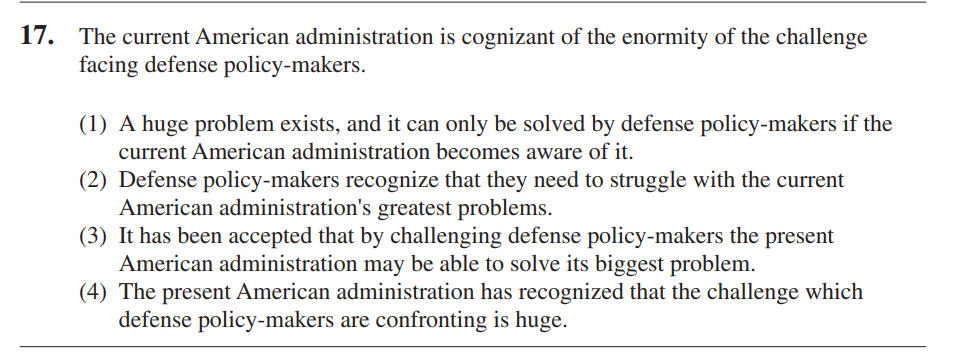 17. The current American administration is cognizant of the enormity of the challenge
facing defense policy-makers.
(1) A huge problem exists, and it can only be solved by defense policy-makers if the
current American administration becomes aware of it.
(2) Defense policy-makers recognize that they need to struggle with the current
American administration's greatest problems.
(3) It has been accepted that by challenging defense policy-makers the present
American administration may be able to solve its biggest problem.
(4) The present American administration has recognized that the challenge which
defense policy-makers are confronting is huge.